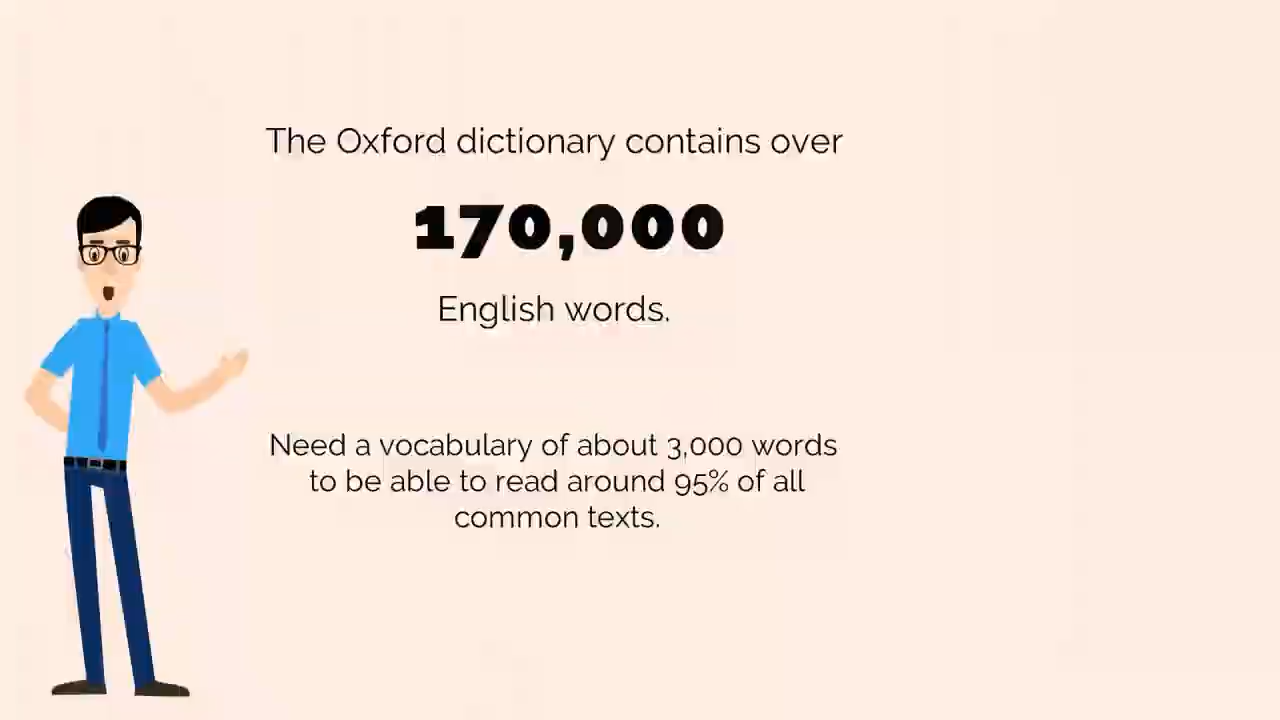 The Oxford dictionary contains over
170,000
English words.
Need a vocabulary of about 3,000 words
to be able to read around 95% of all
common texts.